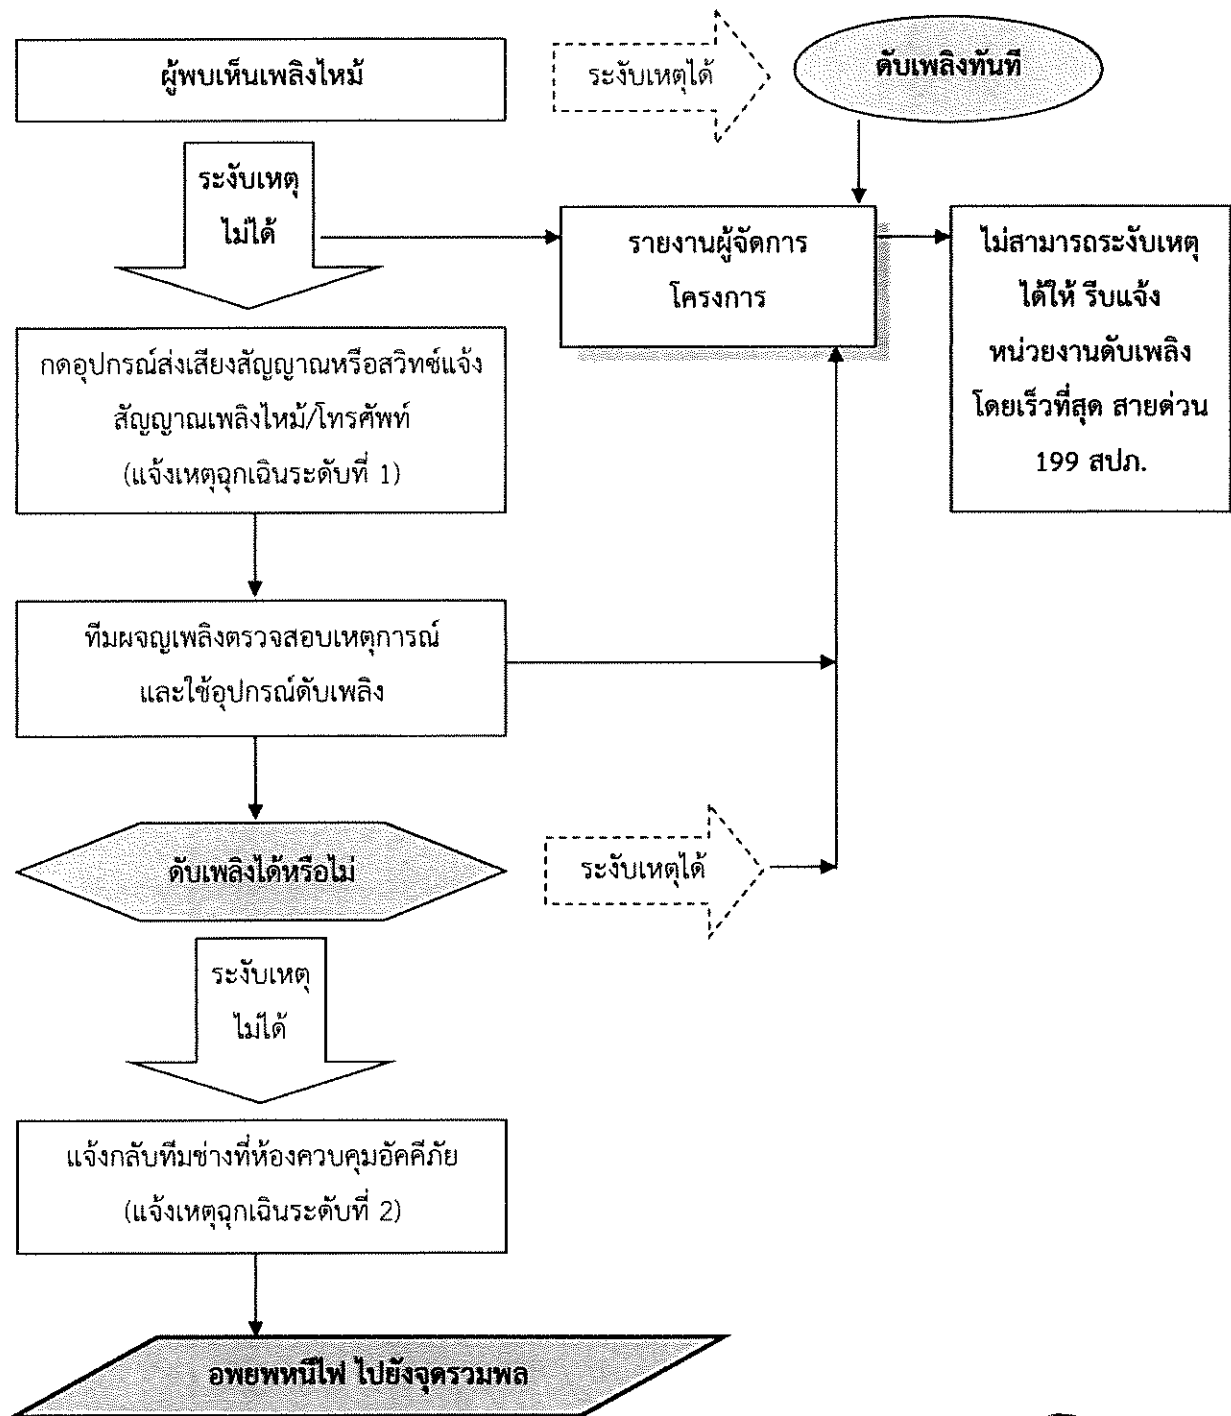 ผู้พบเห็นเพลิงไหม้
ระงับเหตุได้
ดับเพลิงทันที
ระงับเหตุ
ไม่ได้
รายงานผู้จัดการ
โครงการ
ไม่สามารถระงับเหตุ
ได้ให้ รีบแจ้ง
หน่วยงานดับเพลิง
โดยเร็วที่สุด สายด่วน
199 สปภ.
กดอุปกรณ์ส่งเสียงสัญญาณหรือสวิทซ์แจ้ง
สัญญาณเพลิงไหม้/โทรศัพท์
(แจ้งเหตุฉุกเฉินระดับที่ 1)
ทีมผจญเพลิงตรวจสอบเหตุการณ์
และใช้อุปกรณ์ดับเพลิง
ดับเพลิงได้หรือไม่
ระงับเหตุได้
ระงับเหตุ
ไม่ได้
แจ้งกลับทีมช่างที่ห้องควบคุมอัคคีภัย
(แจ้งเหตุฉุกเฉินระดับที่ 2)
อพยพหนีไฟ ไปยังจุดรวมพล